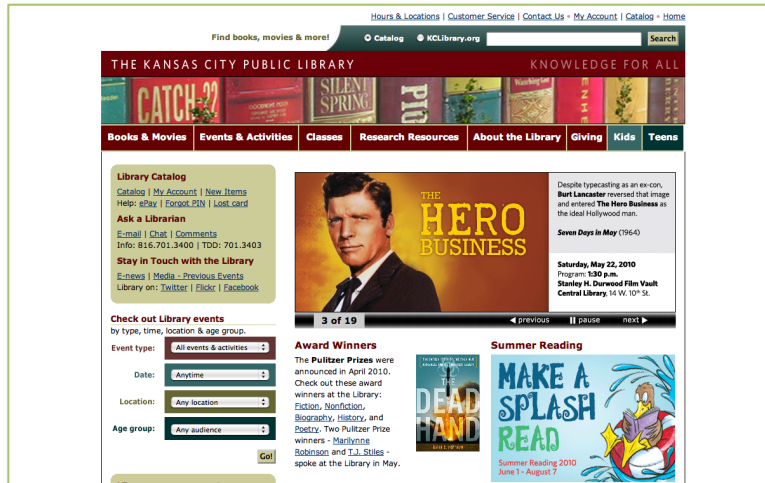 Hours & Locations | Customer Service | Contact Us • My Account | Catalog • Home
Find books, movies & more!
Catalog KCLibrary.org Search
THE KANSAS CITY PUBLIC LIBRARY
KNOWLEDGE FOR ALL
CATCH-22
SILENT
SPRING
Books & Movies Events & Activities Classes Research Resources About the Library Giving Kids Teens
Library Catalog
Catalog | My Account | New Items
Help: ePay | Forgot PIN | Lost card
Ask a Librarian
E-mail | Chat | Comments
Info: 816.701.3400 | TDD: 701.3403
Stay in Touch with the Library
E-news | Media - Previous Events
Library on: Twitter | Flickr | Facebook
Check out Library events
by type, time, location & age group.
Event type: All events & activities
Date: Anytime
Location: Any location
Age group: Any audience
Go!
THE
HERO
BUSINESS
Despite typecasting as an ex-con,
Burt Lancaster reversed that image
and entered The Hero Business as
the ideal Hollywood man.
Seven Days in May (1964)
Saturday, May 22, 2010
Program: 1:30 p.m.
Stanley H. Durwood Film Vault
Central Library, 14 W. 10th St.
3 of 19
previous pause next
Award Winners
The Pulitzer Prizes were
announced in April 2010.
Check out these award
winners at the Library:
Fiction, Nonfiction,
Biography, History, and
Poetry. Two Pulitzer Prize
winners - Marilynne
Robinson and T.J. Stiles -
spoke at the Library in May.
THE
DEAD
HAND
Summer Reading
MAKE A
SPLASH
READ
Summer Reading 2010
June 1 - August 7